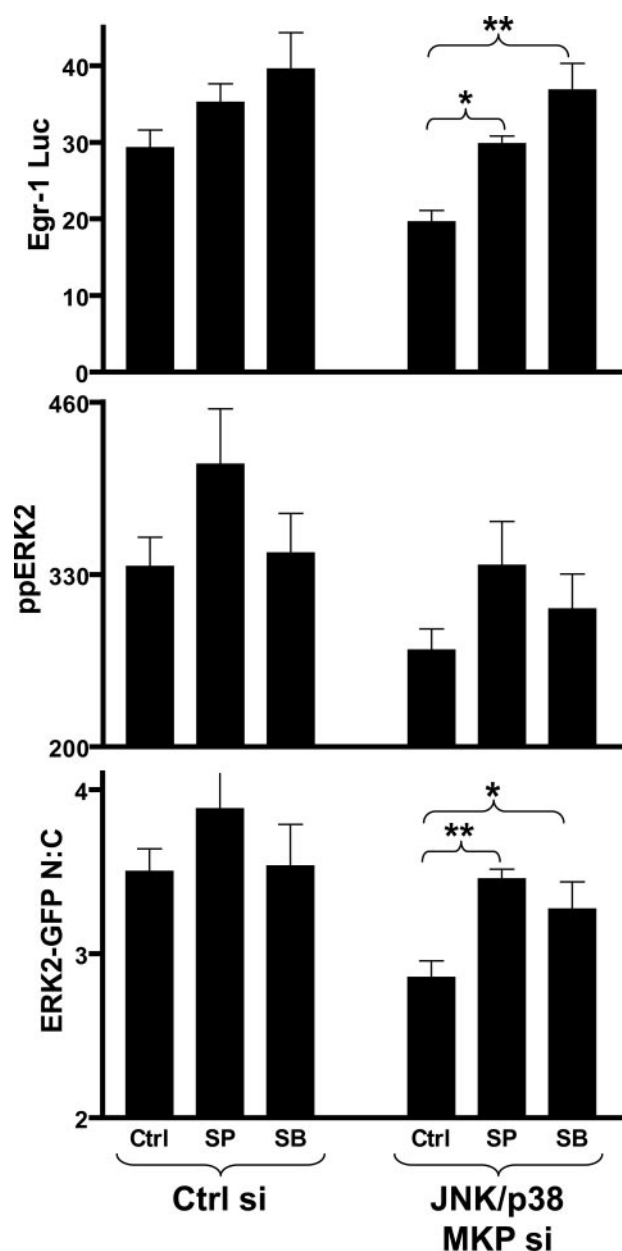 40
30
20
10
0
Egr-1 Luc
**
*
460
330
200
ppERK2
4
3
2
ERK2-GFP N:C
*
**
Ctrl SP SB Ctrl SP SB
Ctrl si JNK/p38
MKP si